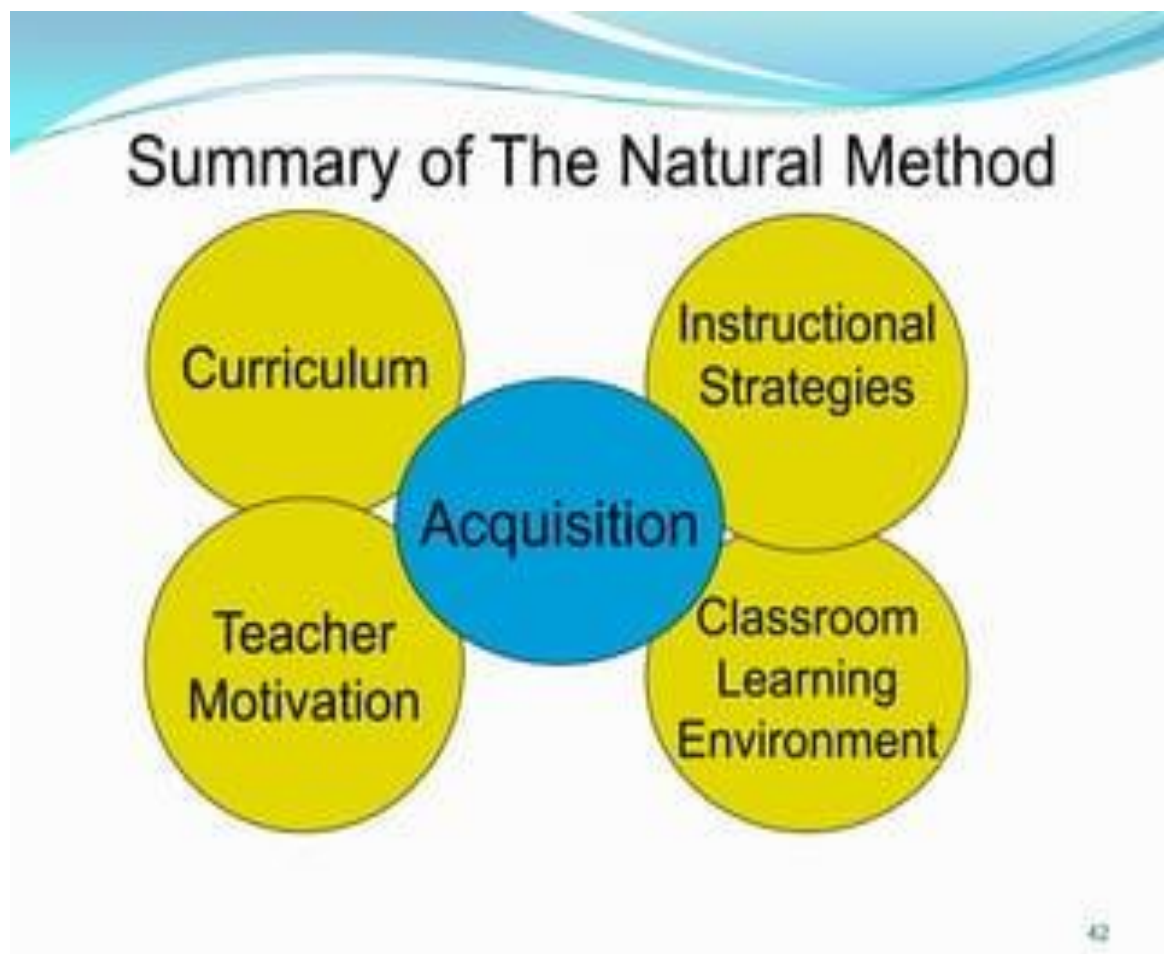 Summary of The Natural Method
Curriculum
Instructional
Strategies
Acquisition
Teacher
Motivation
Classroom
Learning
Environment
42